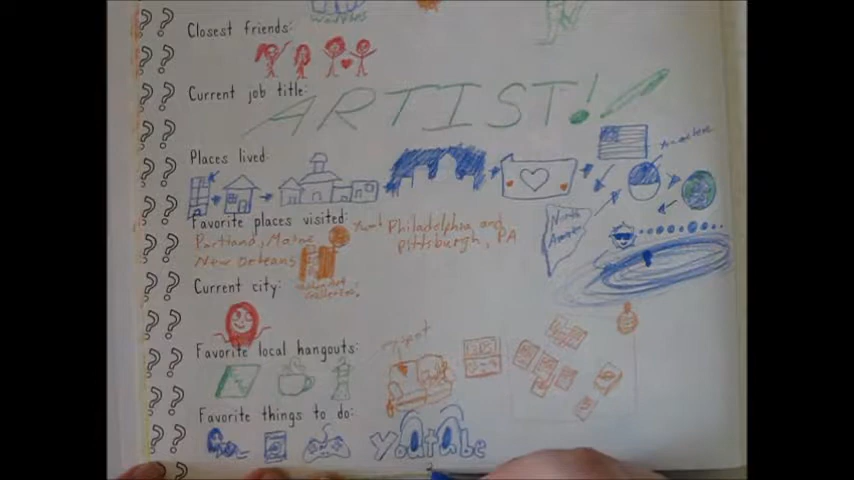 Closest friends:
Current job title:
ARTIST!
Places lived:
North
America
Favorite places visited:
Portland, Maine
New Orleans
Philadelphia, and
Pittsburgh, PA
Current city:
Favorite local hangouts:
Favorite things to do:
Youtube